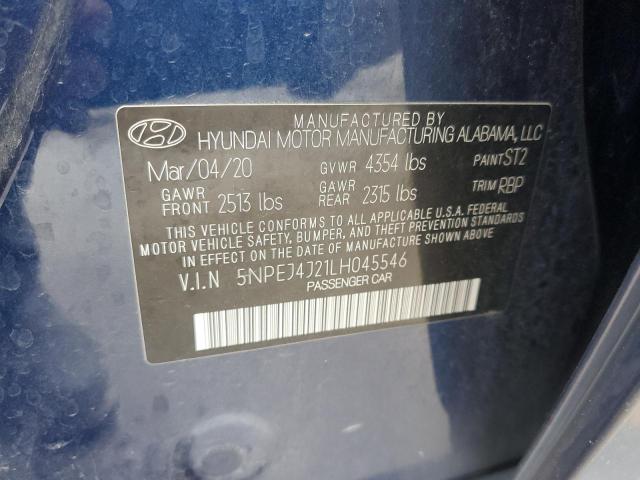 MANUFACTURED BY
HYUNDAI MOTOR MANUFACTURING ALABAMA, LLC
Mar/04/20 GVWR 4354 lbs PAINT ST2
GAWR FRONT 2513 lbs GAWR REAR 2315 lbs TRIM RBP
THIS VEHICLE CONFORMS TO ALL APPLICABLE U.S.A. FEDERAL
MOTOR VEHICLE SAFETY, BUMPER, AND THEFT PREVENTION STANDARDS
IN EFFECT ON THE DATE OF MANUFACTURE SHOWN ABOVE.
V.I.N 5NPEJ4J21LH045546
PASSENGER CAR